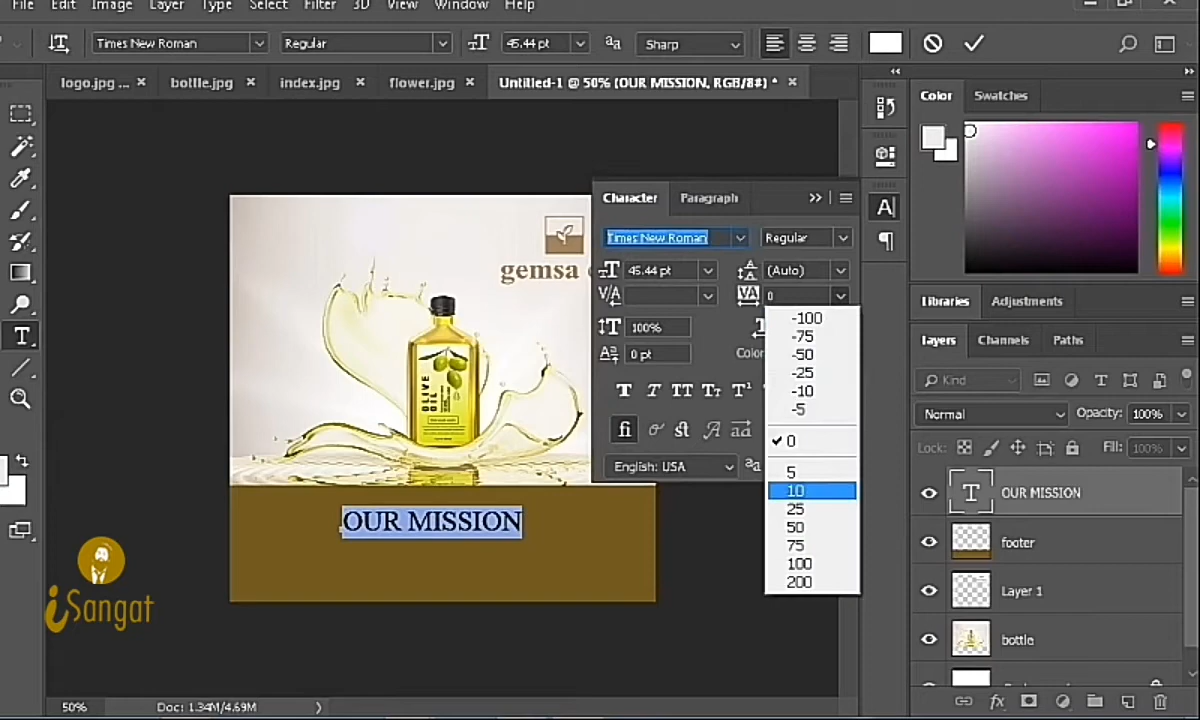 File Edit Image Layer Type Select Filter 3D View Window Help
Times New Roman Regular 45.44 pt Sharp
logo.jpg ... × bottle.jpg × index.jpg × flower.jpg × Untitled-1 @ 50% (OUR MISSION, RGB/8#) * ×
Color Swatches
Character Paragraph
Times New Roman Regular
45.44 pt (Auto)
0
100%
0 pt Color
English: USA
-100
-75
-50
-25
-10
-5
0
5
10
25
50
75
100
200
gemsa
OLIVE
OIL
OUR MISSION
iSangat
Libraries Adjustments
Layers Channels Paths
Kind
Normal Opacity: 100%
Lock: Fill: 100%
OUR MISSION
footer
Layer 1
bottle
50% Doc: 1.34M/4.69M